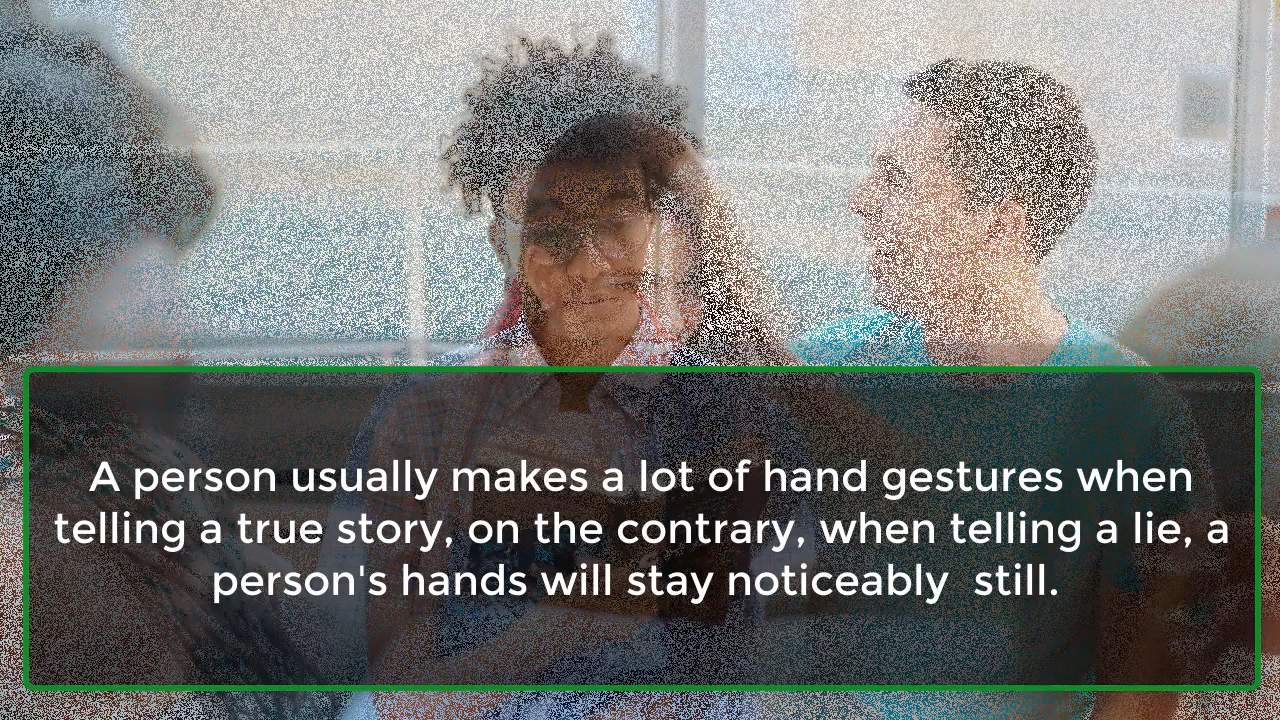 A person usually makes a lot of hand gestures when
telling a true story, on the contrary, when telling a lie, a
person's hands will stay noticeably  still.